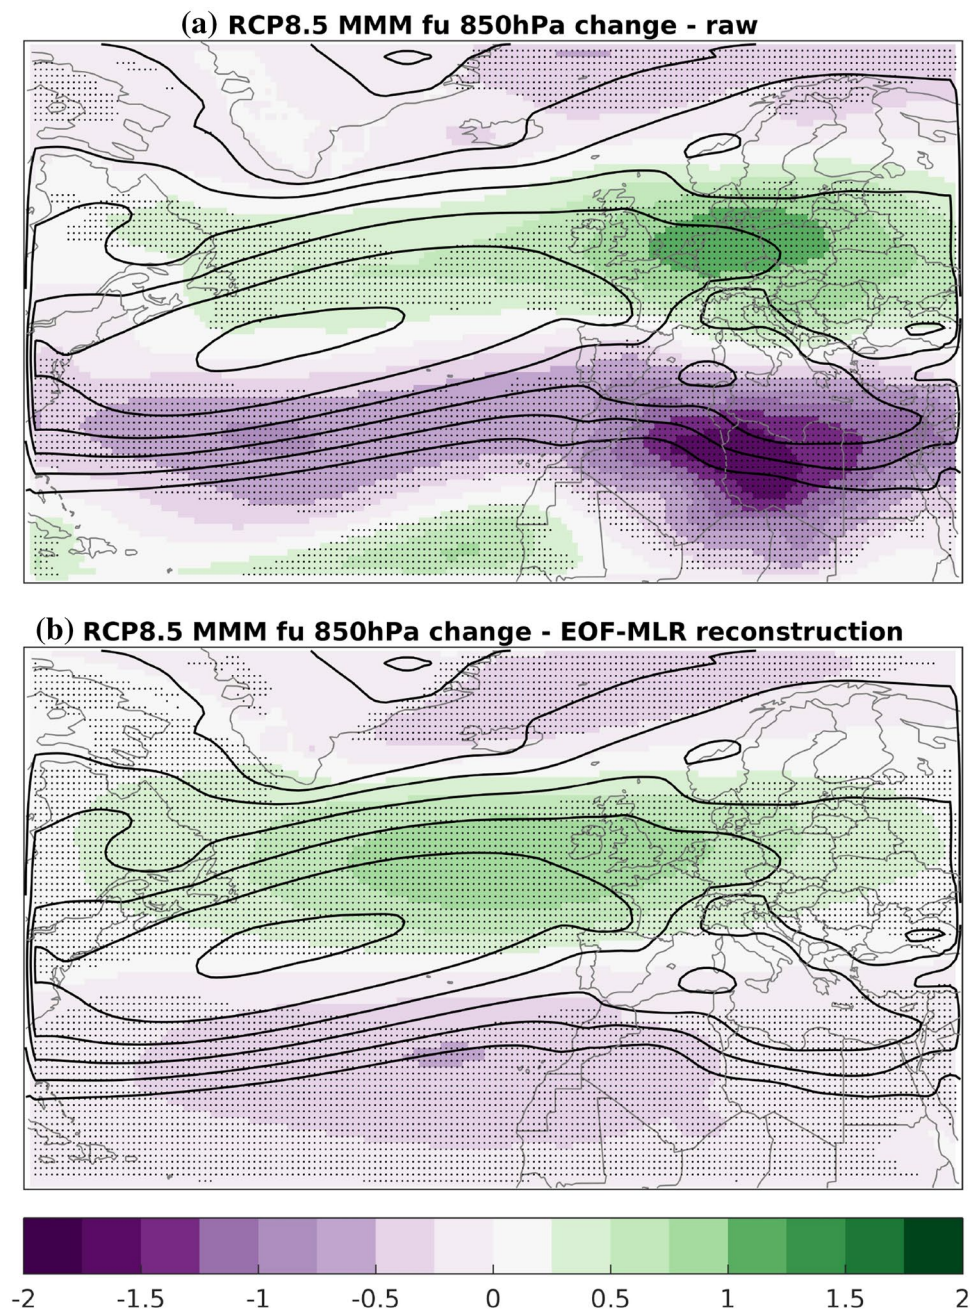 (a) RCP8.5 MMM fu 850hPa change - raw
(b) RCP8.5 MMM fu 850hPa change - EOF-MLR reconstruction
-2 -1.5 -1 -0.5 0 0.5 1 1.5 2